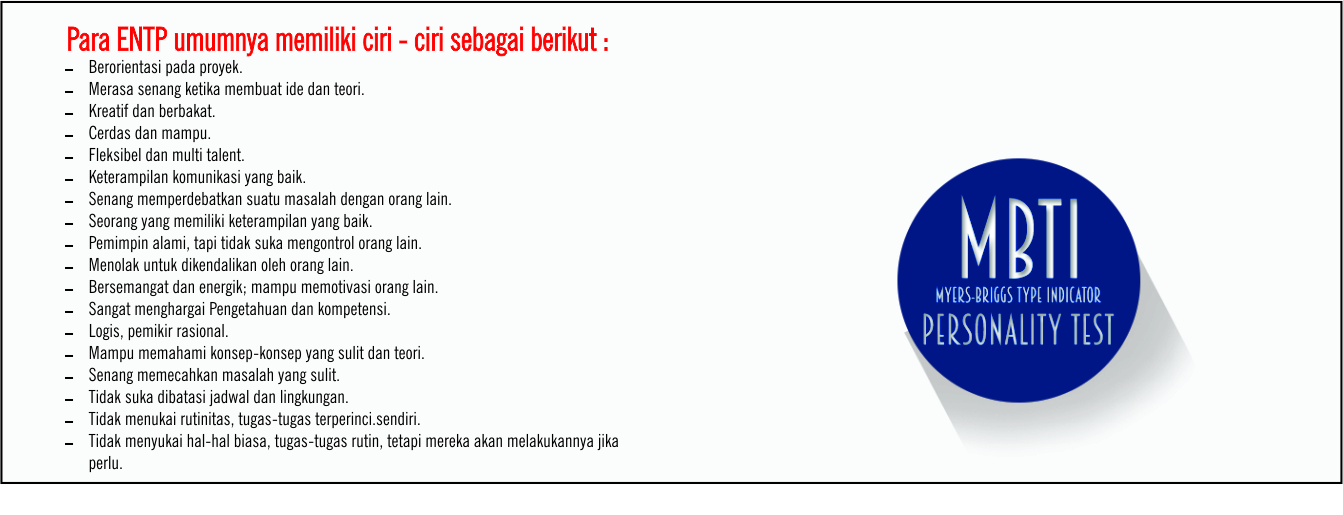 Para ENTP umumnya memiliki ciri - ciri sebagai berikut :
– Berorientasi pada proyek.
– Merasa senang ketika membuat ide dan teori.
– Kreatif dan berbakat.
– Cerdas dan mampu.
– Fleksibel dan multi talent.
– Keterampilan komunikasi yang baik.
– Senang memperdebatkan suatu masalah dengan orang lain.
– Seorang yang memiliki keterampilan yang baik.
– Pemimpin alami, tapi tidak suka mengontrol orang lain.
– Menolak untuk dikendalikan oleh orang lain.
– Bersemangat dan energik; mampu memotivasi orang lain.
– Sangat menghargai Pengetahuan dan kompetensi.
– Logis, pemikir rasional.
– Mampu memahami konsep-konsep yang sulit dan teori.
– Senang memecahkan masalah yang sulit.
– Tidak suka dibatasi jadwal dan lingkungan.
– Tidak menukai rutinitas, tugas-tugas terperinci.sendiri.
– Tidak menyukai hal-hal biasa, tugas-tugas rutin, tetapi mereka akan melakukannya jika
perlu.
MBTI
MYERS-BRIGGS TYPE INDICATOR
PERSONALITY TEST